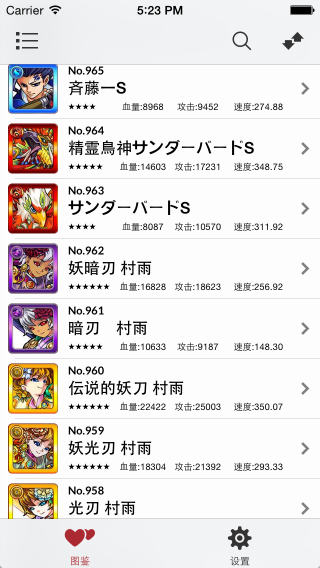 Carrier 5:23 PM
No.965
斉藤一S
★★★★ 血量:8968 攻击:9452 速度:274.88
No.964
精霊鳥神サンダーバードS
★★★★★ 血量:14603 攻击:17231 速度:348.75
No.963
サンダーバードS
★★★★ 血量:8087 攻击:10570 速度:311.92
No.962
妖暗刃 村雨
★★★★★★ 血量:16828 攻击:18623 速度:256.92
No.961
暗刃 村雨
★★★★★ 血量:10633 攻击:9187 速度:148.30
No.960
伝说的妖刀 村雨
★★★★★★ 血量:22422 攻击:25003 速度:350.07
No.959
妖光刃 村雨
★★★★★★ 血量:18304 攻击:21392 速度:293.33
No.958
光刃 村雨
图鉴 设置